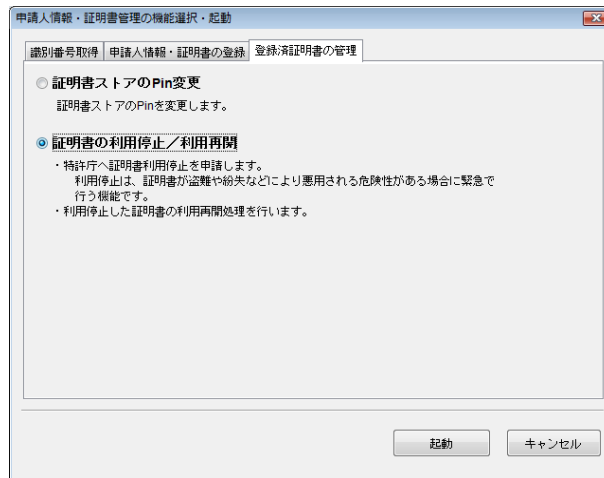 申請人情報・証明書管理の機能選択・起動
識別番号取得 申請人情報・証明書の登録 登録済証明書の管理
証明書ストアのPin変更
証明書ストアのPinを変更します。
証明書の利用停止／利用再開
・特許庁へ証明書利用停止を申請します。
利用停止は、証明書が盗難や紛失などにより悪用される危険性がある場合に緊急で
行う機能です。
・利用停止した証明書の利用再開処理を行います。
起動 キャンセル